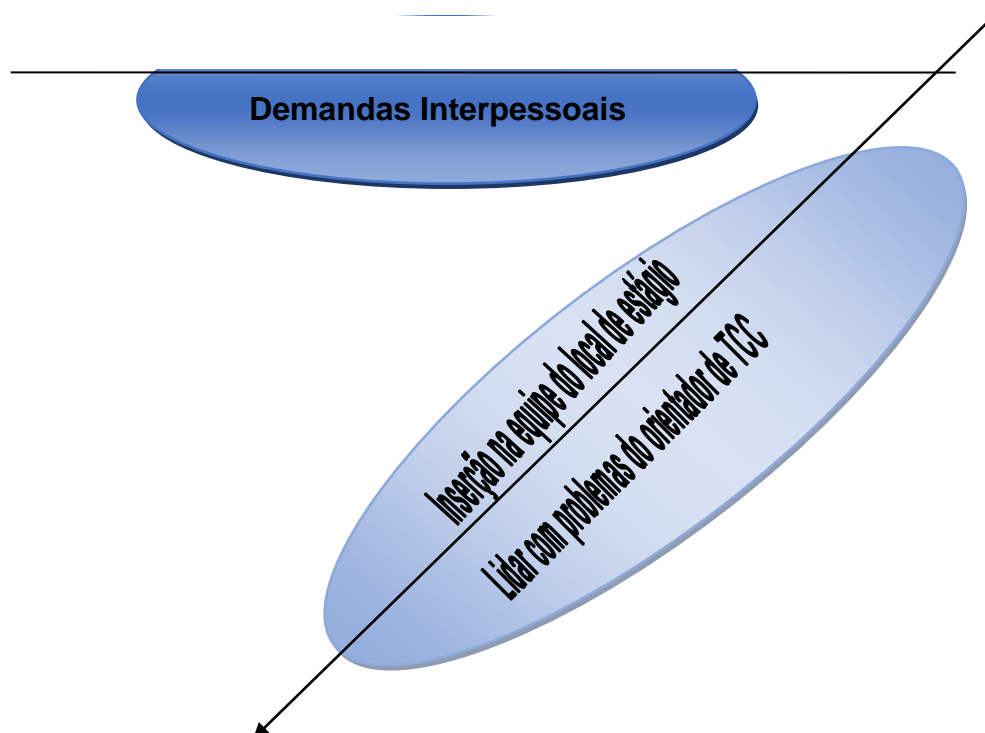 Demandas Interpessoais
Inserção na equipe do local de estágio
Lidar com problemas do orientador de TCC